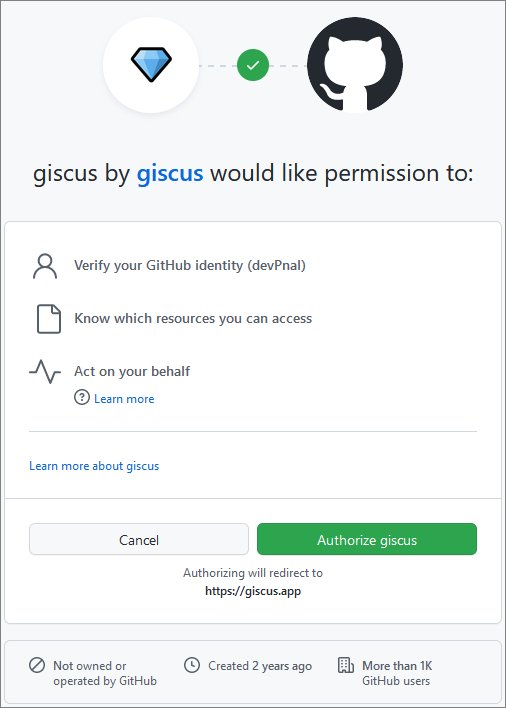 giscus by giscus would like permission to:
Verify your GitHub identity (devPnal)
Know which resources you can access
Act on your behalf
Learn more
Learn more about giscus
Cancel
Authorize giscus
Authorizing will redirect to
https://giscus.app
Not owned or
operated by GitHub
Created 2 years ago
More than 1K
GitHub users